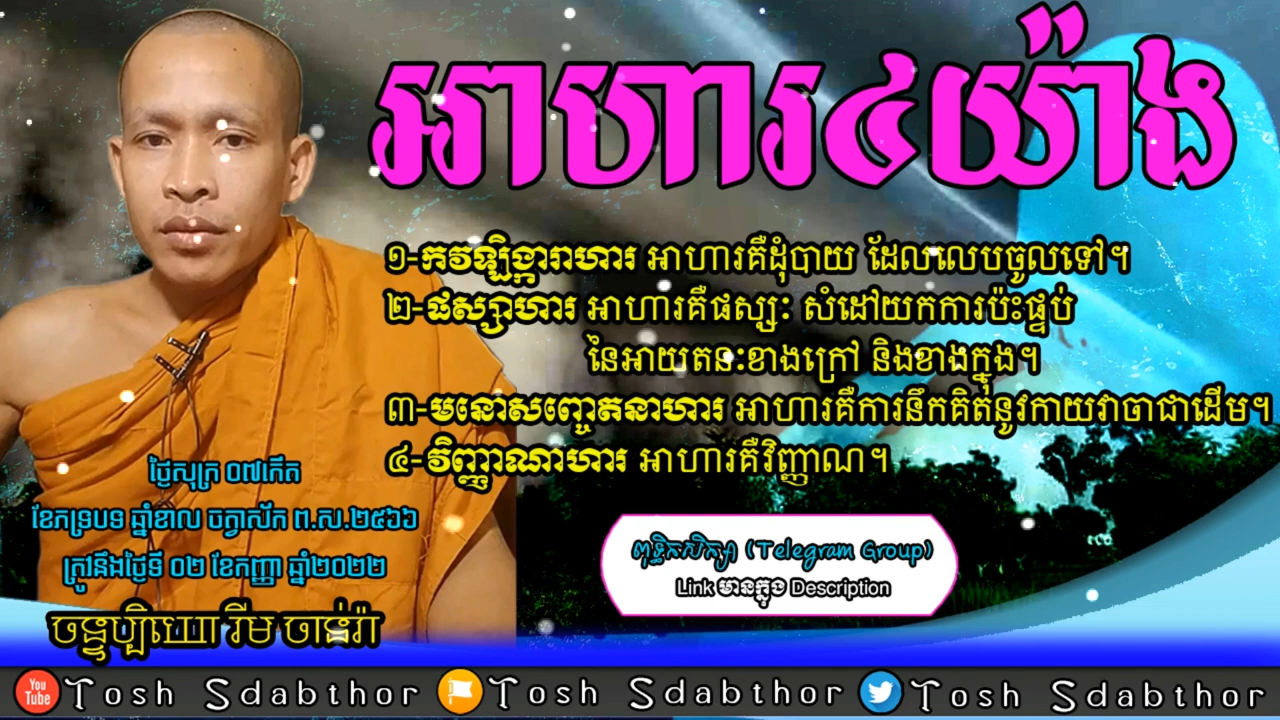 អាហារ៤យ៉ាង
១-កវឡិង្ការាហារ អាហារគឺដុំបាយ ដែលលេបចូលទៅ។
២-ផស្សាហារ អាហារគឺផស្សៈ សំដៅយកការប៉ះផ្ទប់
នៃអាយតនៈខាងក្រៅ និងខាងក្នុង។
៣-មនោសញ្ចេតនាហារ អាហារគឺការនឹកគិតនូវកាយវាចាជាដើម។
៤-វិញ្ញាណាហារ អាហារគឺវិញ្ញាណ។
ថ្ងៃសុក្រ ០៧កើត
ខែភទ្របទ ឆ្នាំខាល ចត្វាស័ក ព.ស.២៥៦៦
ត្រូវនឹងថ្ងៃទី ០២ ខែកញ្ញា ឆ្នាំ២០២២
ចន្ទប្បិយោ រឹម ចាន់រ៉ា
ពុទ្ធិកសិក្សា (Telegram Group)
Link មានក្នុង Description
You Tube Tosh Sdabthor Tosh Sdabthor Tosh Sdabthor